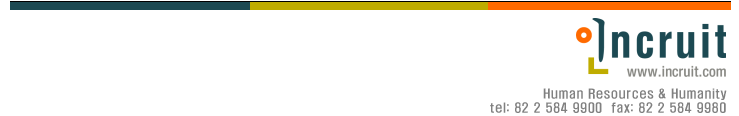 Incruit
www.incruit.com
Human Resources & Humanity
tel: 82 2 584 9900 fax: 82 2 584 9980